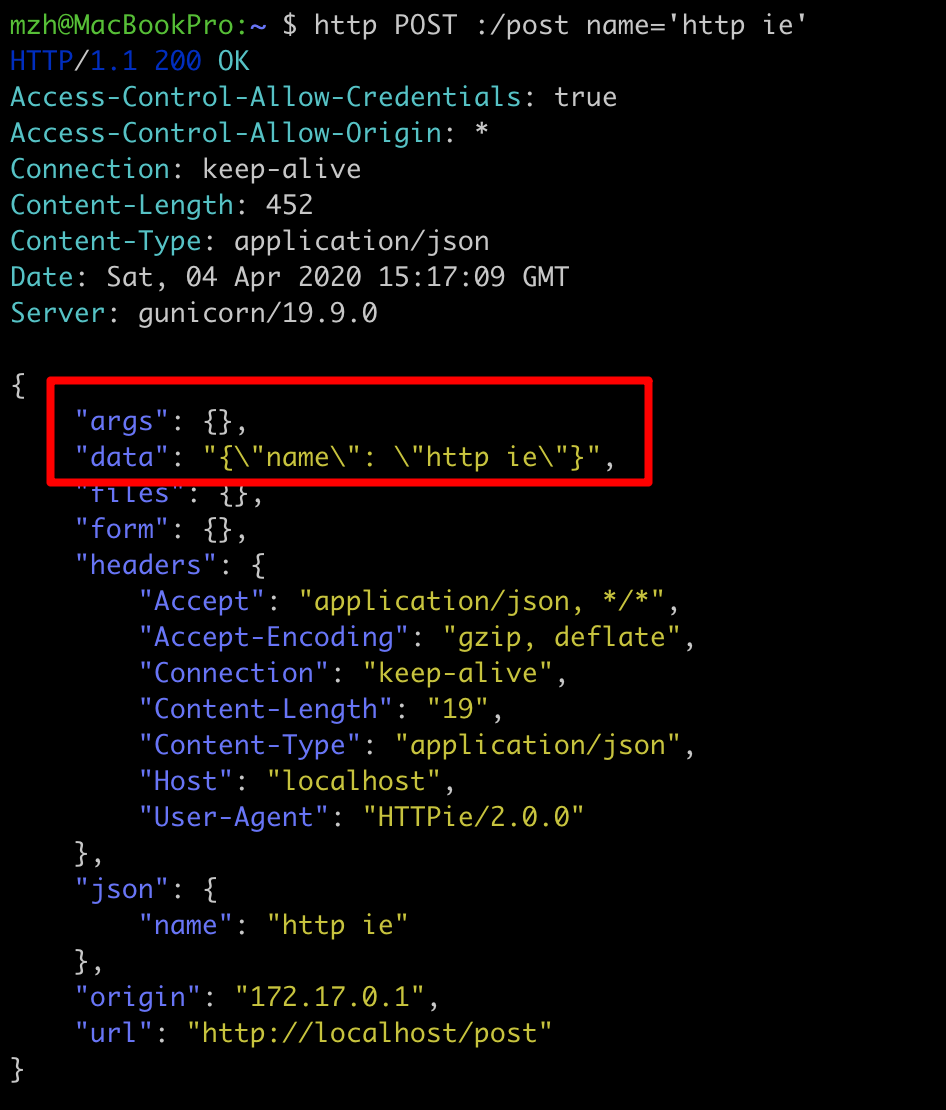 mzh@MacBookPro:~ $ http POST :/post name='http ie'
HTTP/1.1 200 OK
Access-Control-Allow-Credentials: true
Access-Control-Allow-Origin: *
Connection: keep-alive
Content-Length: 452
Content-Type: application/json
Date: Sat, 04 Apr 2020 15:17:09 GMT
Server: gunicorn/19.9.0

{
    "args": {},
    "data": "{\"name\": \"http ie\"}",
    "files": {},
    "form": {},
    "headers": {
        "Accept": "application/json, */*",
        "Accept-Encoding": "gzip, deflate",
        "Connection": "keep-alive",
        "Content-Length": "19",
        "Content-Type": "application/json",
        "Host": "localhost",
        "User-Agent": "HTTPie/2.0.0"
    },
    "json": {
        "name": "http ie"
    },
    "origin": "172.17.0.1",
    "url": "http://localhost/post"
}